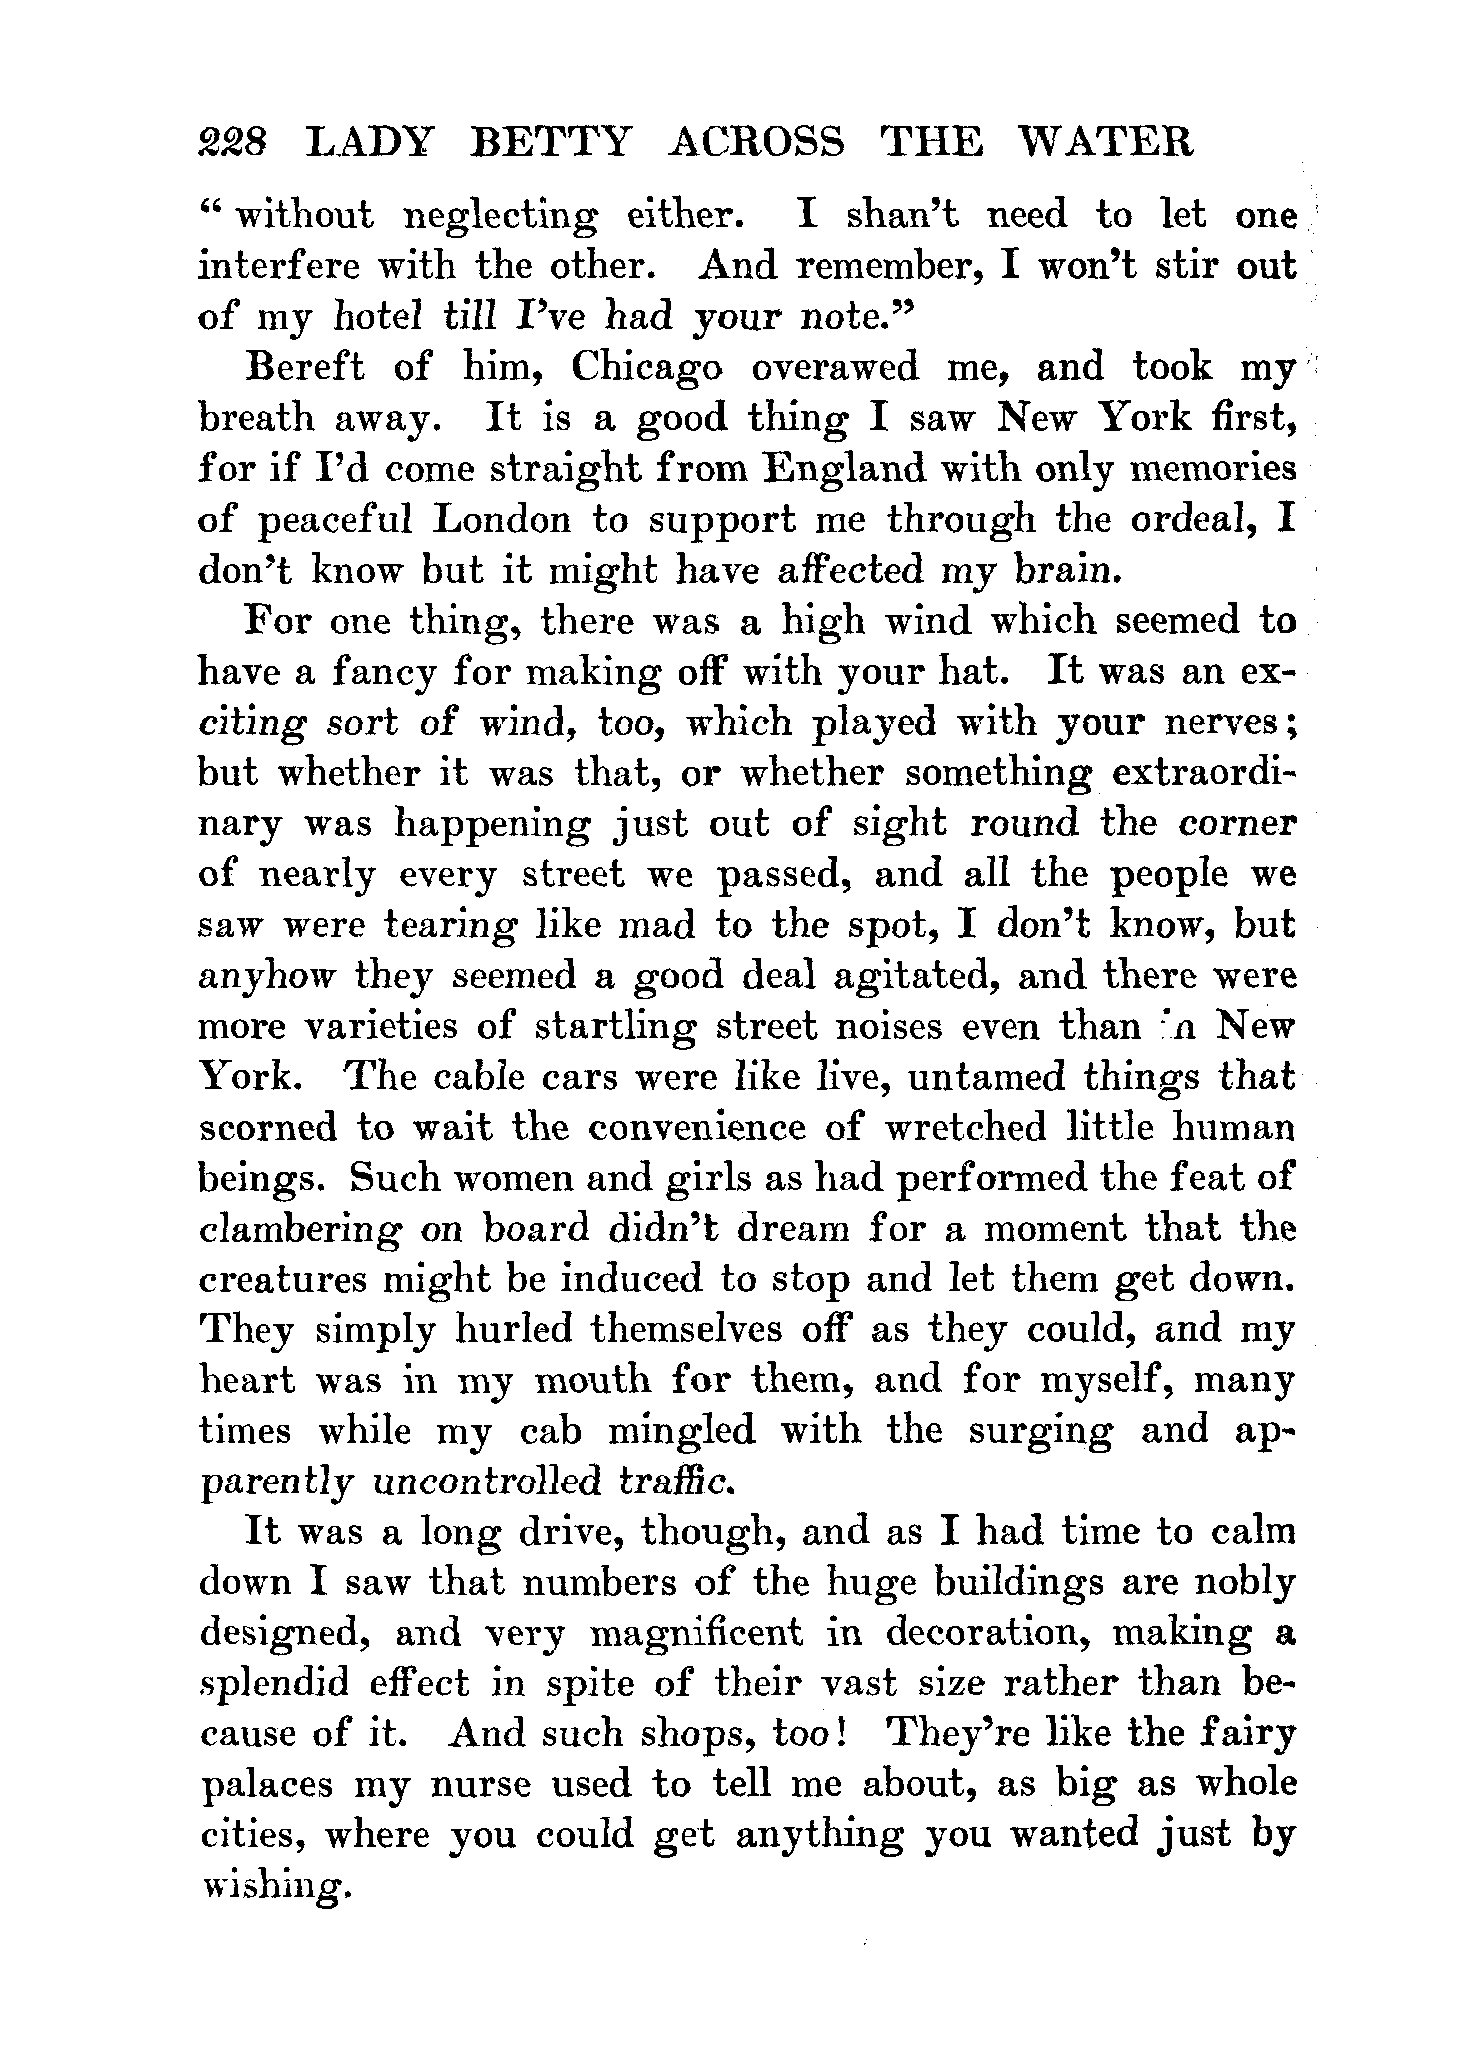 228 LADY BETTY ACROSS THE WATER
“ without neglecting either. I shan’t need to let one
interfere with the other. And remember, I won’t stir out
of my hotel till I’ve had your note.”
Bereft of him, Chicago overawed me, and took my
breath away. It is a good thing I saw New York first,
for if I’d come straight from England with only memories
of peaceful London to support me through the ordeal, I
don’t know but it might have affected my brain.
For one thing, there was a high wind which seemed to
have a fancy for making off with your hat. It was an ex-
citing sort of wind, too, which played with your nerves;
but whether it was that, or whether something extraordi-
nary was happening just out of sight round the corner
of nearly every street we passed, and all the people we
saw were tearing like mad to the spot, I don’t know, but
anyhow they seemed a good deal agitated, and there were
more varieties of startling street noises even than in New
York. The cable cars were like live, untamed things that
scorned to wait the convenience of wretched little human
beings. Such women and girls as had performed the feat of
clambering on board didn’t dream for a moment that the
creatures might be induced to stop and let them get down.
They simply hurled themselves off as they could, and my
heart was in my mouth for them, and for myself, many
times while my cab mingled with the surging and ap-
parently uncontrolled traffic.
It was a long drive, though, and as I had time to calm
down I saw that numbers of the huge buildings are nobly
designed, and very magnificent in decoration, making a
splendid effect in spite of their vast size rather than be-
cause of it. And such shops, too! They’re like the fairy
palaces my nurse used to tell me about, as big as whole
cities, where you could get anything you wanted just by
wishing.